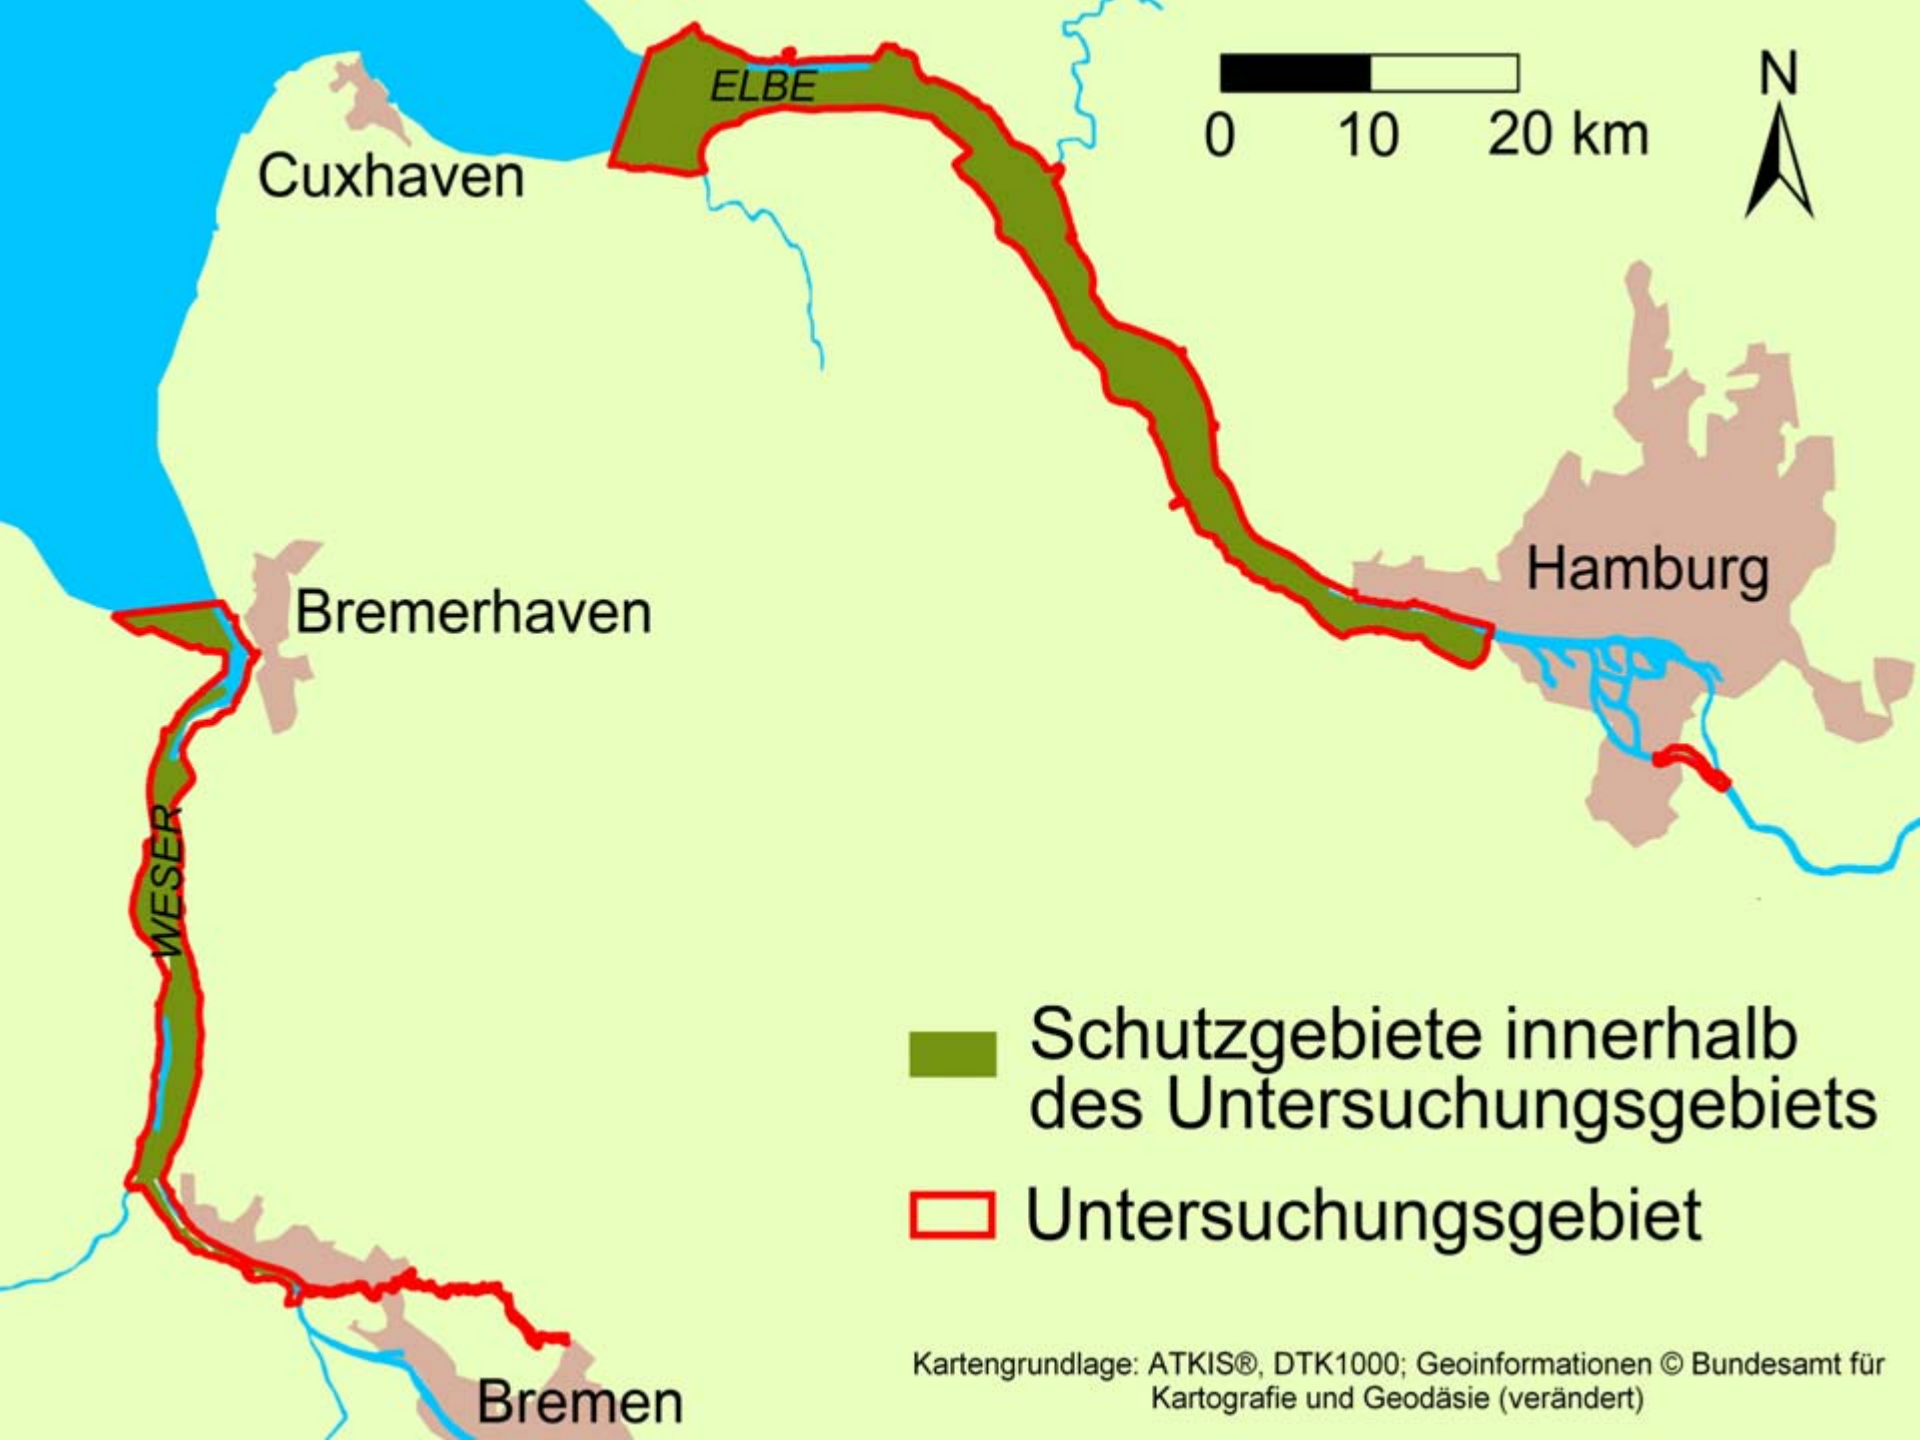 ELBE
N
0 10 20 km
Cuxhaven
Hamburg
Bremerhaven
WESER
Schutzgebiete innerhalb
des Untersuchungsgebiets
Untersuchungsgebiet
Kartengrundlage: ATKIS®, DTK1000; Geoinformationen © Bundesamt für
Kartografie und Geodäsie (verändert)
Bremen